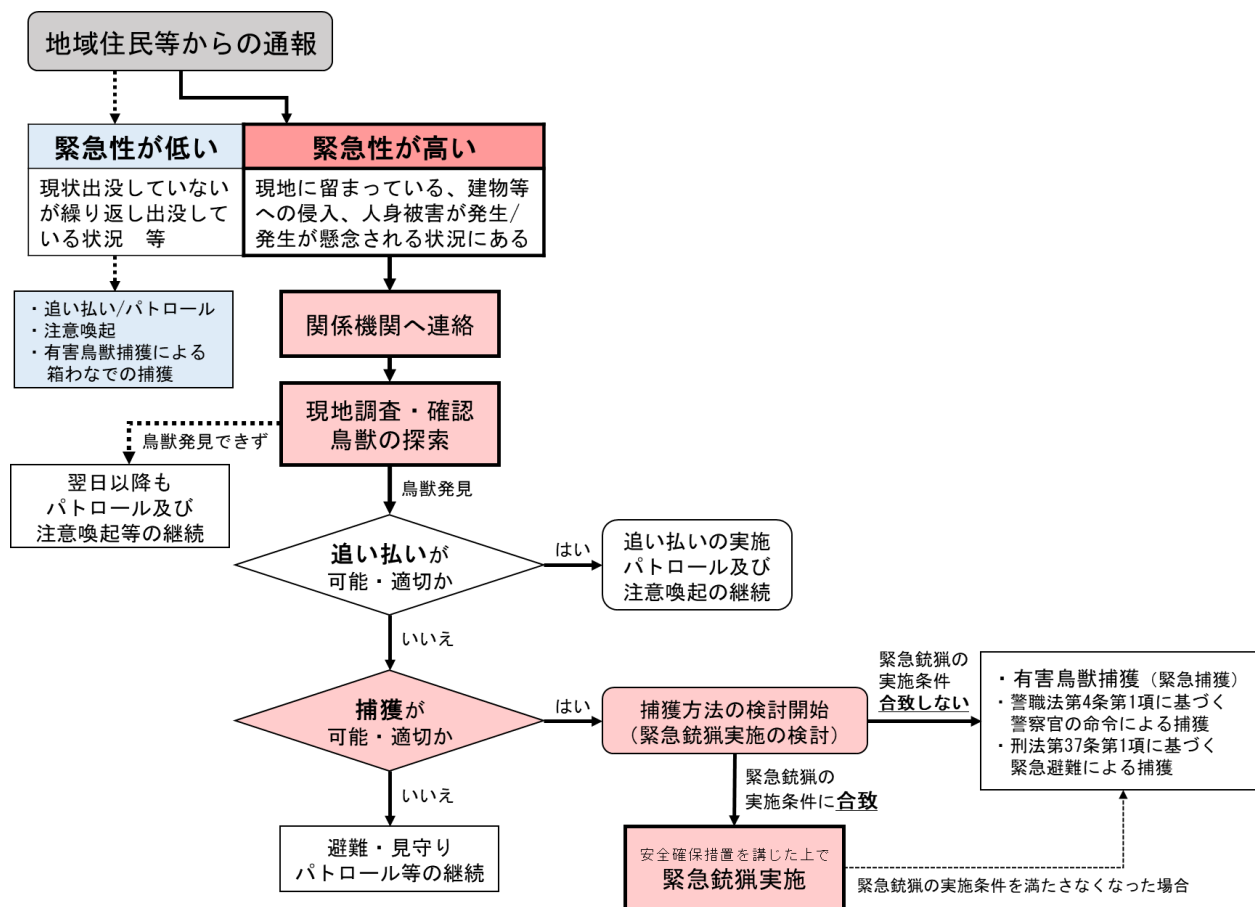 地域住民等からの通報
緊急性が低い
現状出没していない
が繰り返し出没して
いる状況　等
緊急性が高い
現地に留まっている、建物等
への侵入、人身被害が発生/
発生が懸念される状況にある
・追い払い/パトロール
・注意喚起
・有害鳥獣捕獲による
箱わなでの捕獲
関係機関へ連絡
現地調査・確認
鳥獣の探索
鳥獣発見できず
翌日以降も
パトロール及び
注意喚起等の継続
鳥獣発見
追い払いが
可能・適切か
はい
追い払いの実施
パトロール及び
注意喚起の継続
いいえ
捕獲が
可能・適切か
はい
捕獲方法の検討開始
（緊急銃猟実施の検討）
緊急銃猟の
実施条件
合致しない
・有害鳥獣捕獲（緊急捕獲）
・警職法第4条第1項に基づく
警察官の命令による捕獲
・刑法第37条第1項に基づく
緊急避難による捕獲
いいえ
避難・見守り
パトロール等の継続
緊急銃猟の
実施条件に合致
安全確保措置を講じた上で
緊急銃猟実施
緊急銃猟の実施条件を満たさなくなった場合